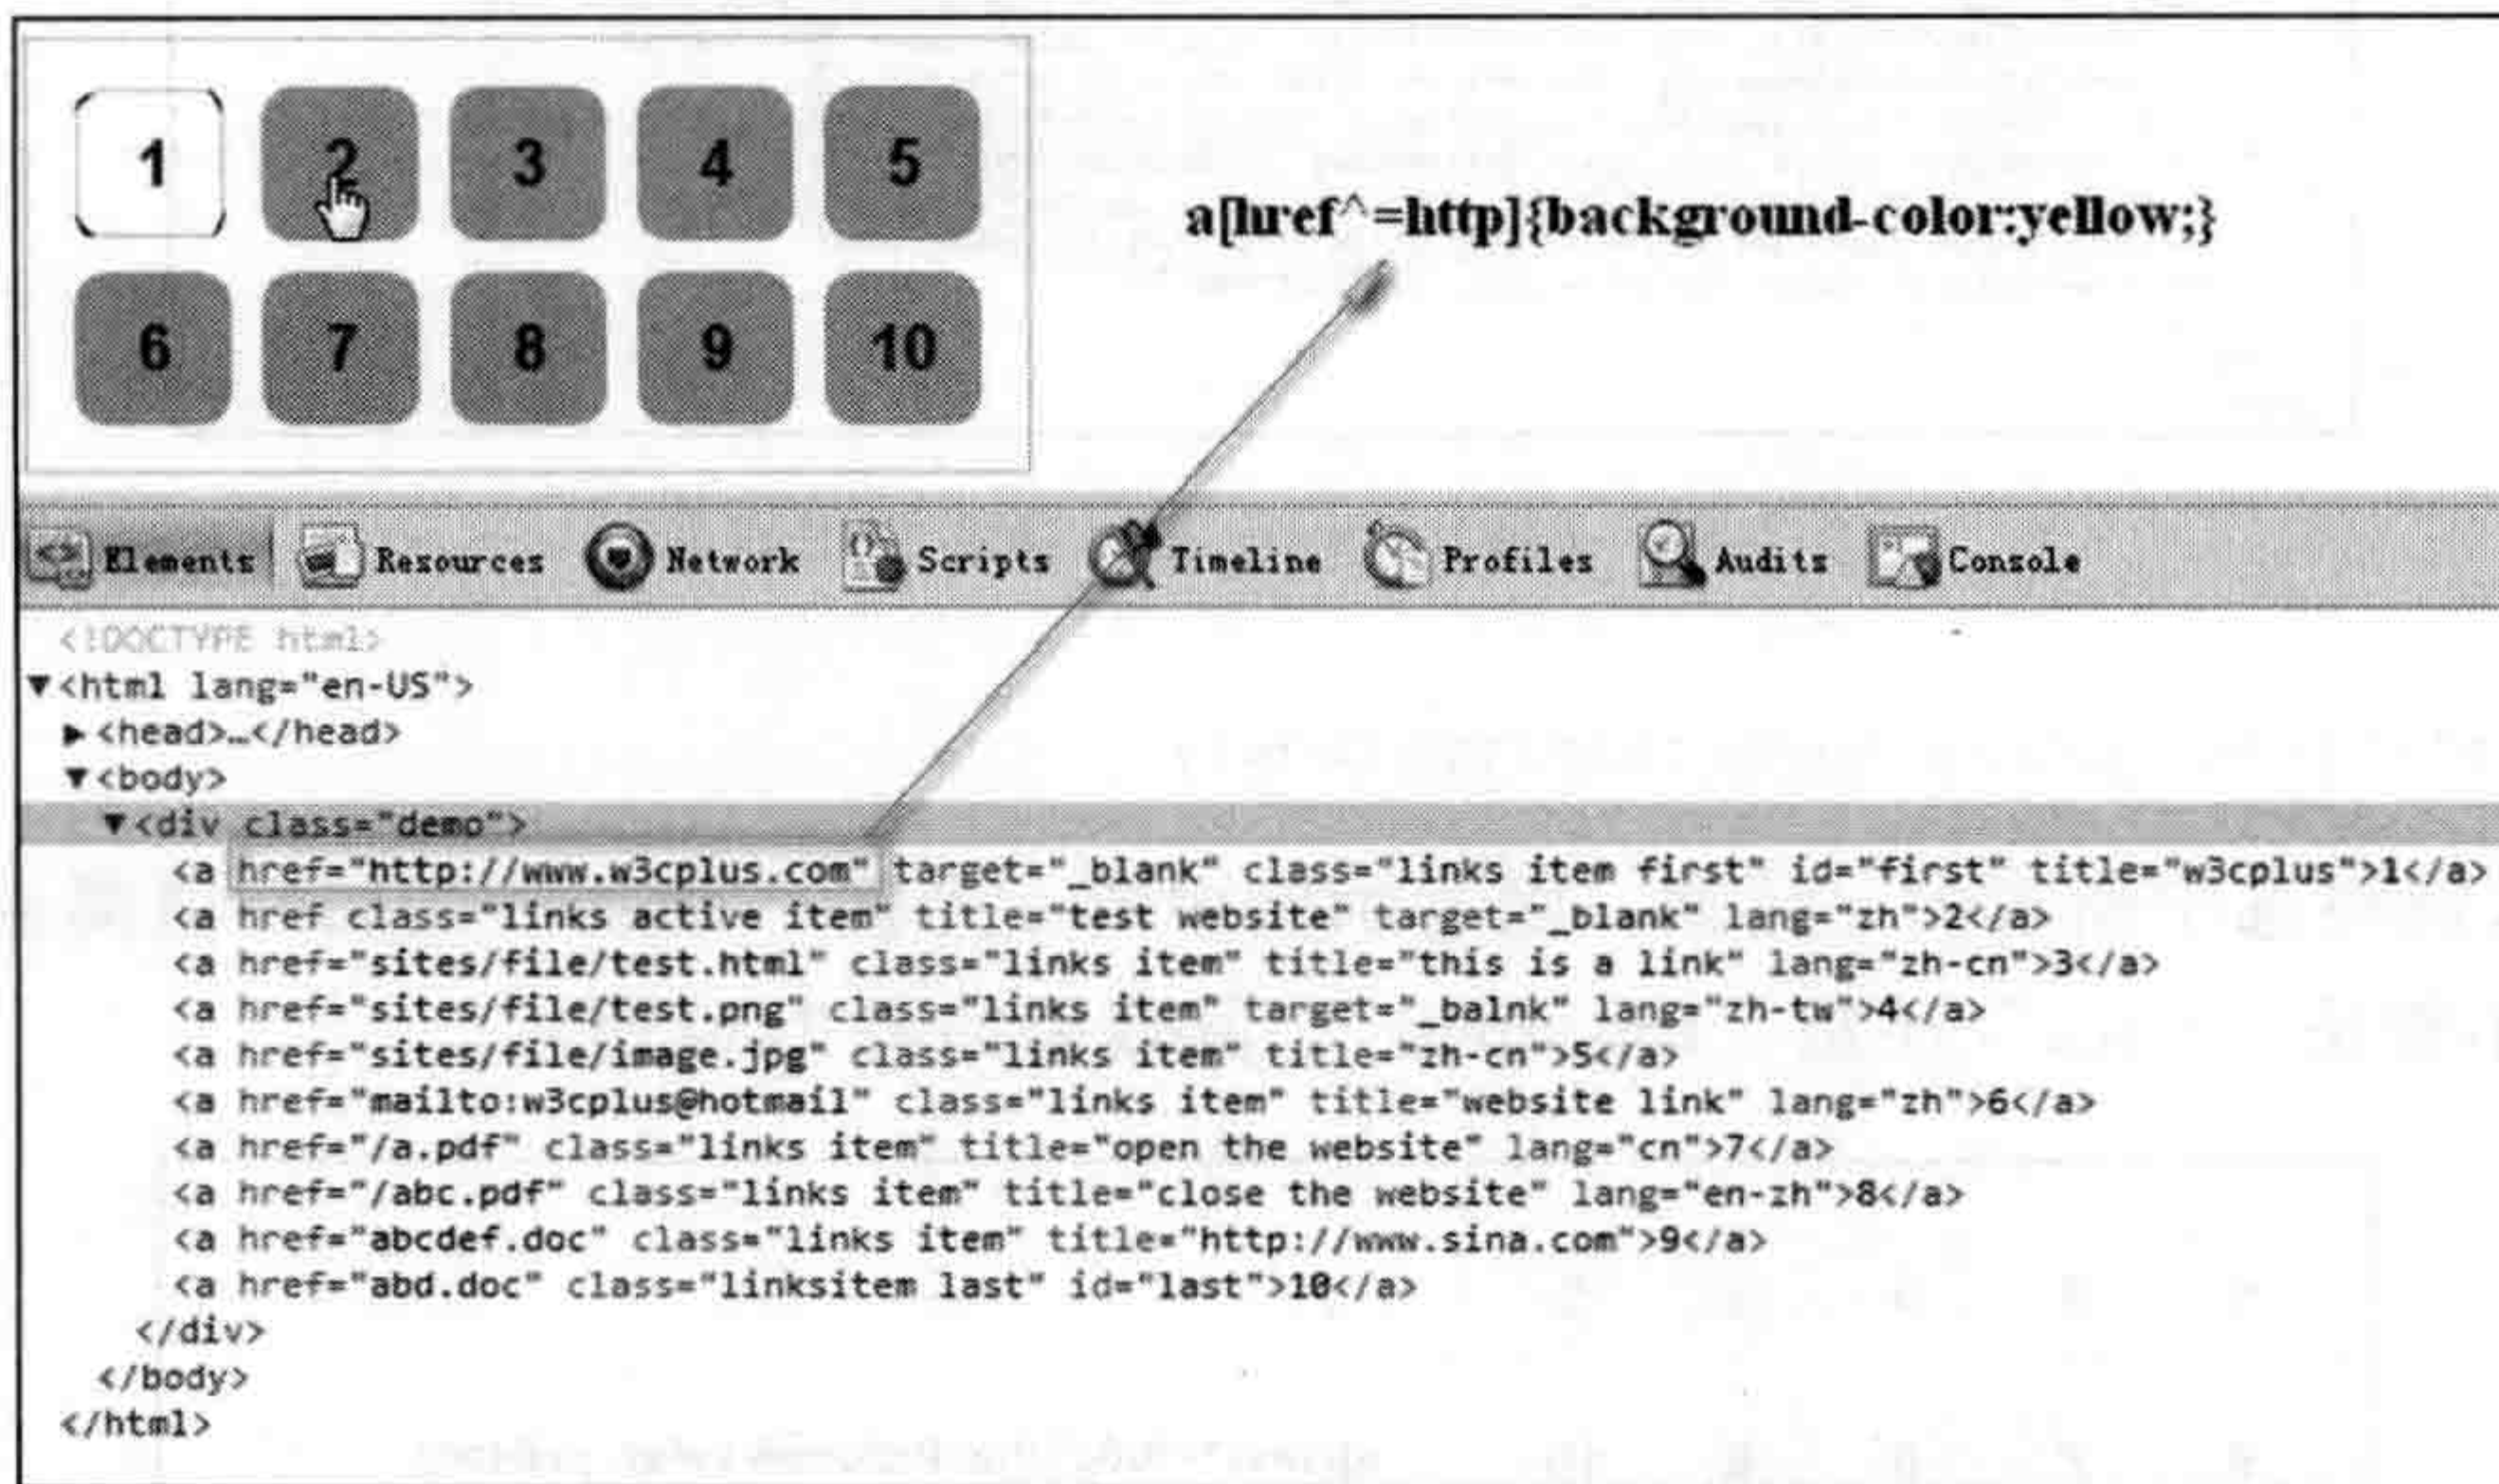 1 2 3 4 5
6 7 8 9 10
a[href^=http]{background-color:yellow;}
Elements Resources Network Scripts Timeline Profiles Audits Console
<!DOCTYPE html>
▼<html lang="en-US">
▶<head>…</head>
▼<body>
▼<div class="demo">
<a href="http://www.w3cplus.com" target="_blank" class="links item first" id="first" title="w3cplus">1</a>
<a href class="links active item" title="test website" target="_blank" lang="zh">2</a>
<a href="sites/file/test.html" class="links item" title="this is a link" lang="zh-cn">3</a>
<a href="sites/file/test.png" class="links item" target="_balnk" lang="zh-tw">4</a>
<a href="sites/file/image.jpg" class="links item" title="zh-cn">5</a>
<a href="mailto:w3cplus@hotmail" class="links item" title="website link" lang="zh">6</a>
<a href="/a.pdf" class="links item" title="open the website" lang="cn">7</a>
<a href="/abc.pdf" class="links item" title="close the website" lang="en-zh">8</a>
<a href="abcdef.doc" class="links item" title="http://www.sina.com">9</a>
<a href="abd.doc" class="linksitem last" id="last">10</a>
</div>
</body>
</html>